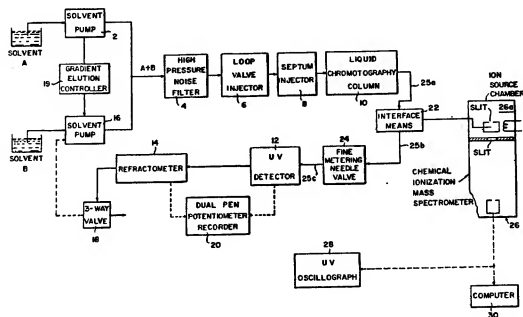 SOLVENT
PUMP
2
SOLVENT
A
19
GRADIENT
ELUTION
CONTROLLER
SOLVENT
PUMP
16
SOLVENT
B
A+B
HIGH
PRESSURE
NOISE
FILTER
4
LOOP
VALVE
INJECTOR
6
SEPTUM
INJECTOR
8
LIQUID
CHROMOTOGRAPHY
COLUMN
10
25a
INTERFACE
MEANS
22
25b
ION
SOURCE
CHAMBER
SLIT
26a
SLIT
CHEMICAL
IONIZATION
MASS
SPECTROMETER
26
14
REFRACTOMETER
12
UV
DETECTOR
25c
24
FINE
METERING
NEEDLE
VALVE
3-WAY
VALVE
18
DUAL PEN
POTENTIOMETER
RECORDER
20
28
UV
OSCILLOGRAPH
COMPUTER
30